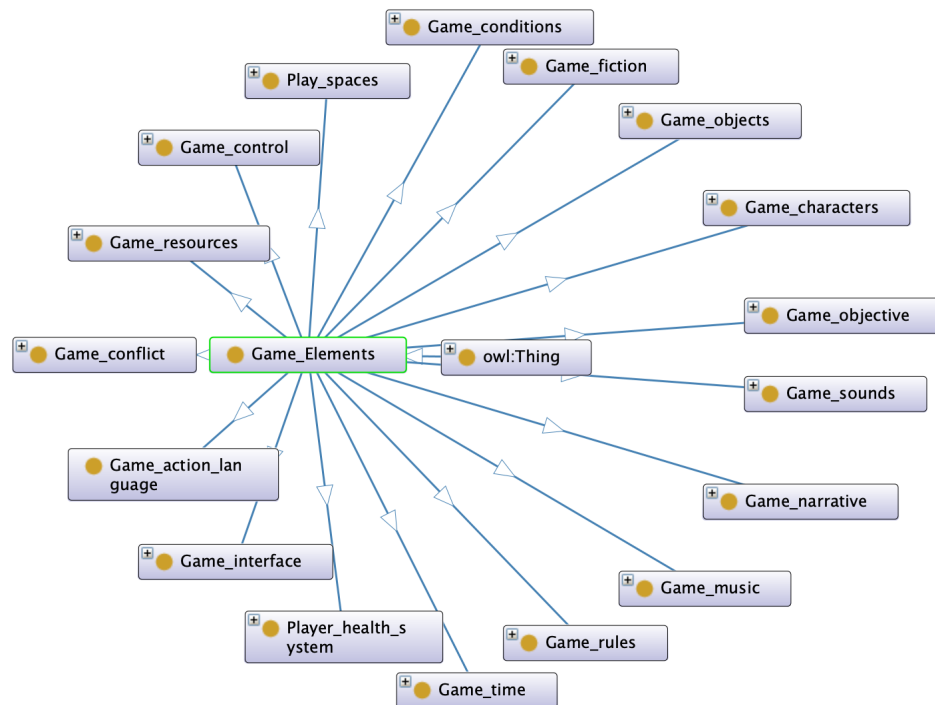 Game_conditions
Game_fiction
Play_spaces
Game_objects
Game_control
Game_characters
Game_resources
Game_objective
Game_conflict
Game_Elements
owl:Thing
Game_sounds
Game_action_lan
guage
Game_narrative
Game_interface
Game_music
Player_health_s
ystem
Game_rules
Game_time